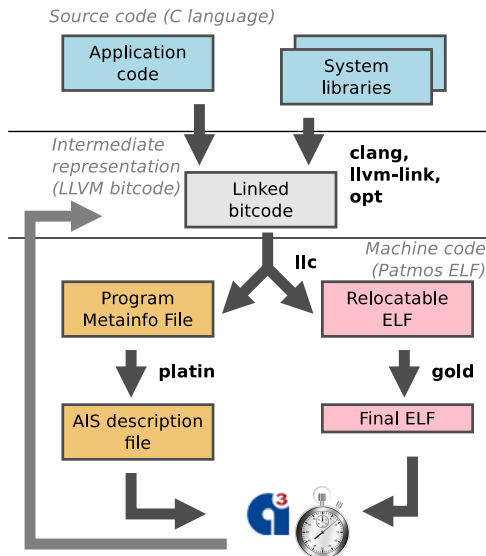 Source code (C language)
Application
code
System
libraries
Intermediate
representation
(LLVM bitcode)
clang,
llvm-link,
opt
Linked
bitcode
llc
Machine code
(Patmos ELF)
Program
Metainfo File
Relocatable
ELF
platin
gold
AIS description
file
Final ELF
a3